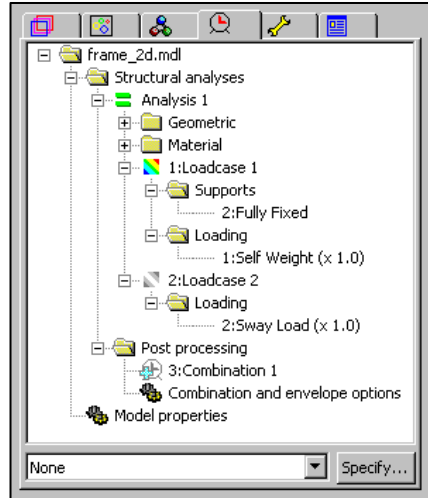 frame_2d.mdl
Structural analyses
Analysis 1
Geometric
Material
1:Loadcase 1
Supports
2:Fully Fixed
Loading
1:Self Weight (x 1.0)
2:Loadcase 2
Loading
2:Sway Load (x 1.0)
Post processing
3:Combination 1
Combination and envelope options
Model properties
None Specify...